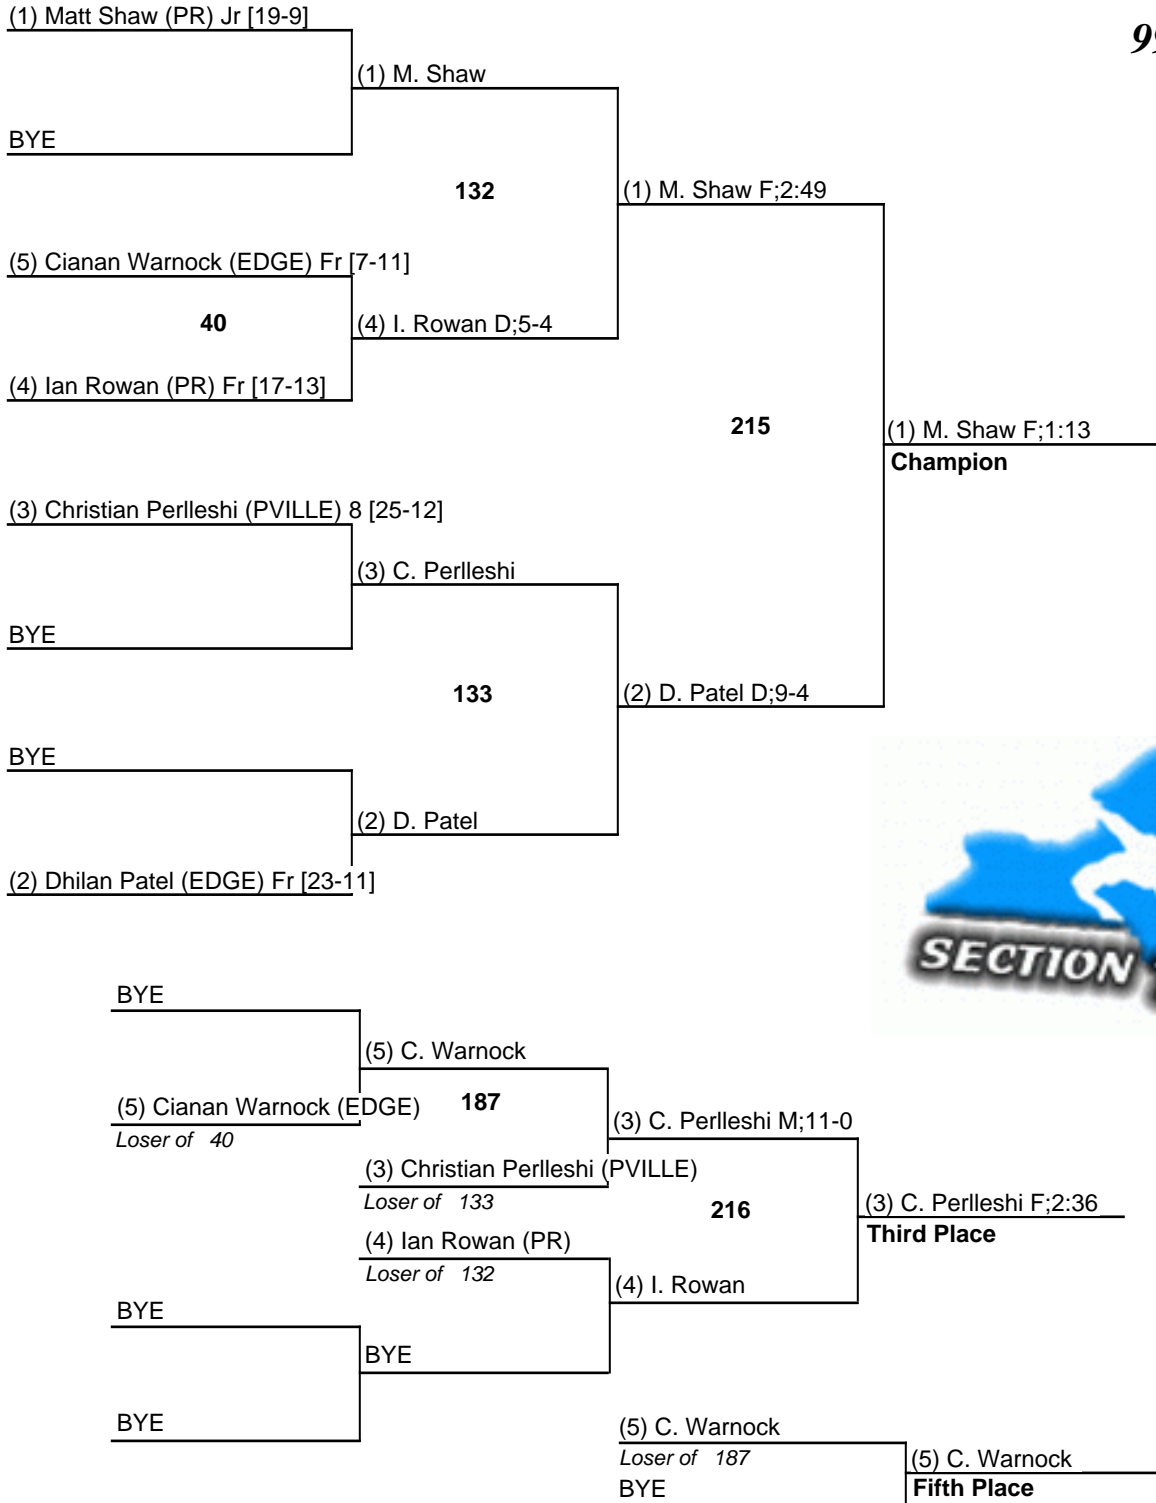 (1) Matt Shaw (PR) Jr [19-9]
99
(1) M. Shaw
BYE
132
(1) M. Shaw F;2:49
(5) Cianan Warnock (EDGE) Fr [7-11]
40
(4) I. Rowan D;5-4
(4) Ian Rowan (PR) Fr [17-13]
215
(1) M. Shaw F;1:13
Champion
(3) Christian Perlleshi (PVILLE) 8 [25-12]
(3) C. Perlleshi
BYE
133
(2) D. Patel D;9-4
BYE
(2) D. Patel
(2) Dhilan Patel (EDGE) Fr [23-11]
SECTION
BYE
(5) C. Warnock
(5) Cianan Warnock (EDGE)
187
Loser of 40
(3) C. Perlleshi M;11-0
(3) Christian Perlleshi (PVILLE)
Loser of 133
216
(3) C. Perlleshi F;2:36
Third Place
(4) Ian Rowan (PR)
Loser of 132
(4) I. Rowan
BYE
BYE
BYE
(5) C. Warnock
Loser of 187
(5) C. Warnock
BYE
Fifth Place